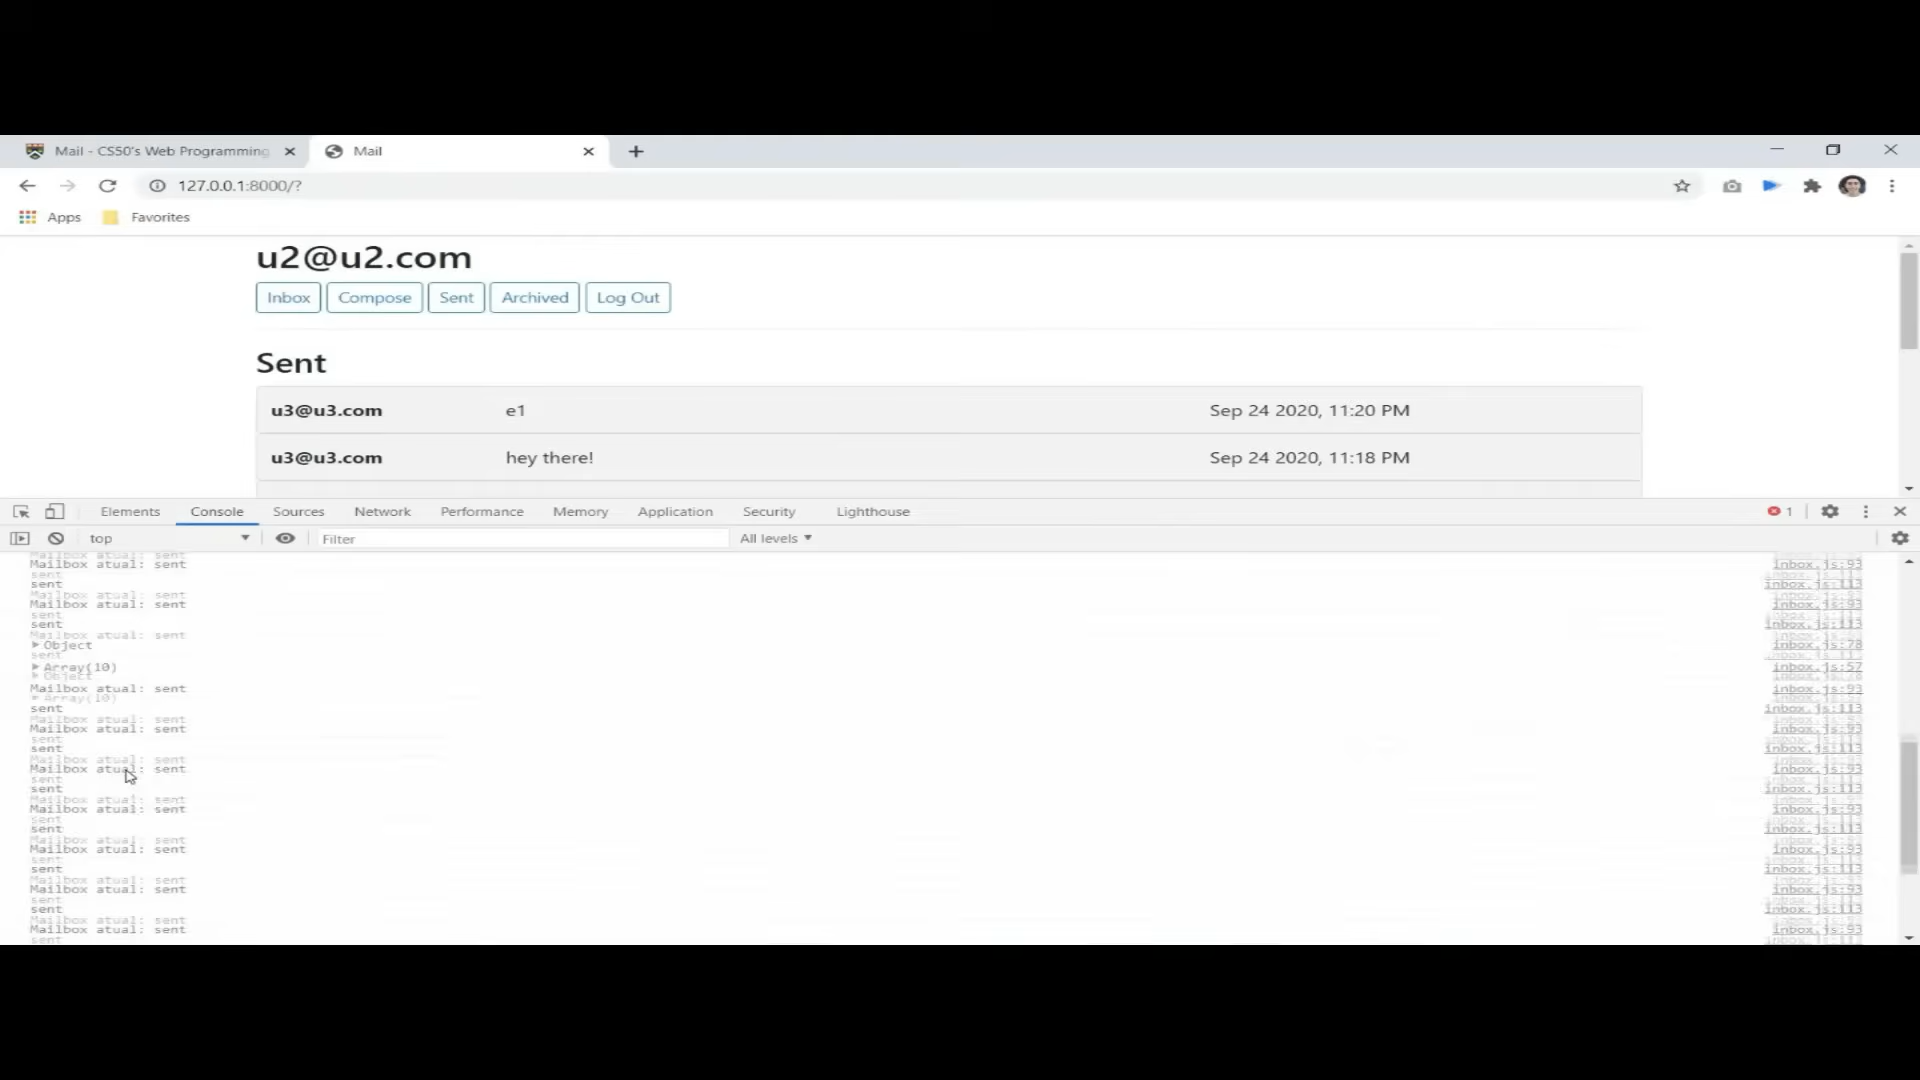 Mail - CS50's Web Programming
Mail
127.0.0.1:8000/?
Apps
Favorites
u2@u2.com
Inbox
Compose
Sent
Archived
Log Out
Sent
u3@u3.com e1 Sep 24 2020, 11:20 PM
u3@u3.com hey there! Sep 24 2020, 11:18 PM
Elements Console Sources Network Performance Memory Application Security Lighthouse 1
top Filter All levels
Mailbox atual: sent inbox.js:93
sent inbox.js:113
Mailbox atual: sent inbox.js:93
sent inbox.js:113
Object inbox.js:78
Array(10) inbox.js:57
Mailbox atual: sent inbox.js:93
sent inbox.js:113
Mailbox atual: sent inbox.js:93
sent inbox.js:113
Mailbox atual: sent inbox.js:93
sent inbox.js:113
Mailbox atual: sent inbox.js:93
sent inbox.js:113
Mailbox atual: sent inbox.js:93
sent inbox.js:113
Mailbox atual: sent inbox.js:93
sent inbox.js:113
Mailbox atual: sent inbox.js:93